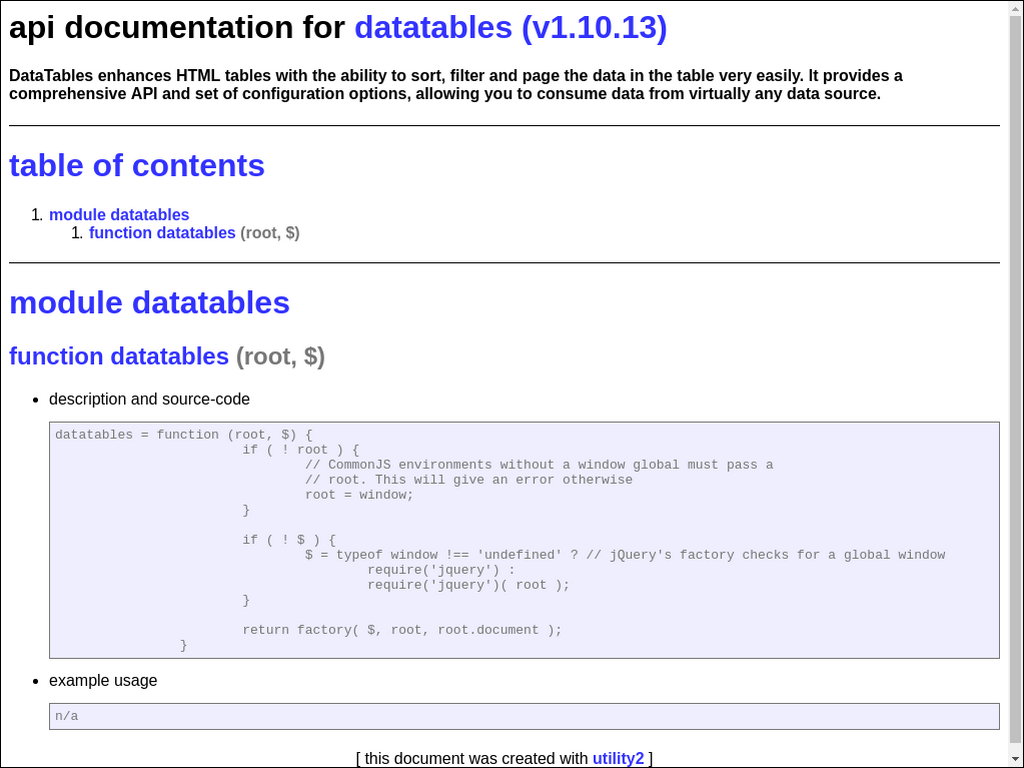 api documentation for datatables (v1.10.13)
DataTables enhances HTML tables with the ability to sort, filter and page the data in the table very easily. It provides a
comprehensive API and set of configuration options, allowing you to consume data from virtually any data source.
table of contents
1. module datatables
1. function datatables (root, $)
module datatables
function datatables (root, $)
• description and source-code
datatables = function (root, $) {
if ( ! root ) {
// CommonJS environments without a window global must pass a
// root. This will give an error otherwise
root = window;
}
if ( ! $ ) {
$ = typeof window !== 'undefined' ? // jQuery's factory checks for a global window
require('jquery') :
require('jquery')( root );
}
return factory( $, root, root.document );
}
• example usage
n/a
[ this document was created with utility2 ]